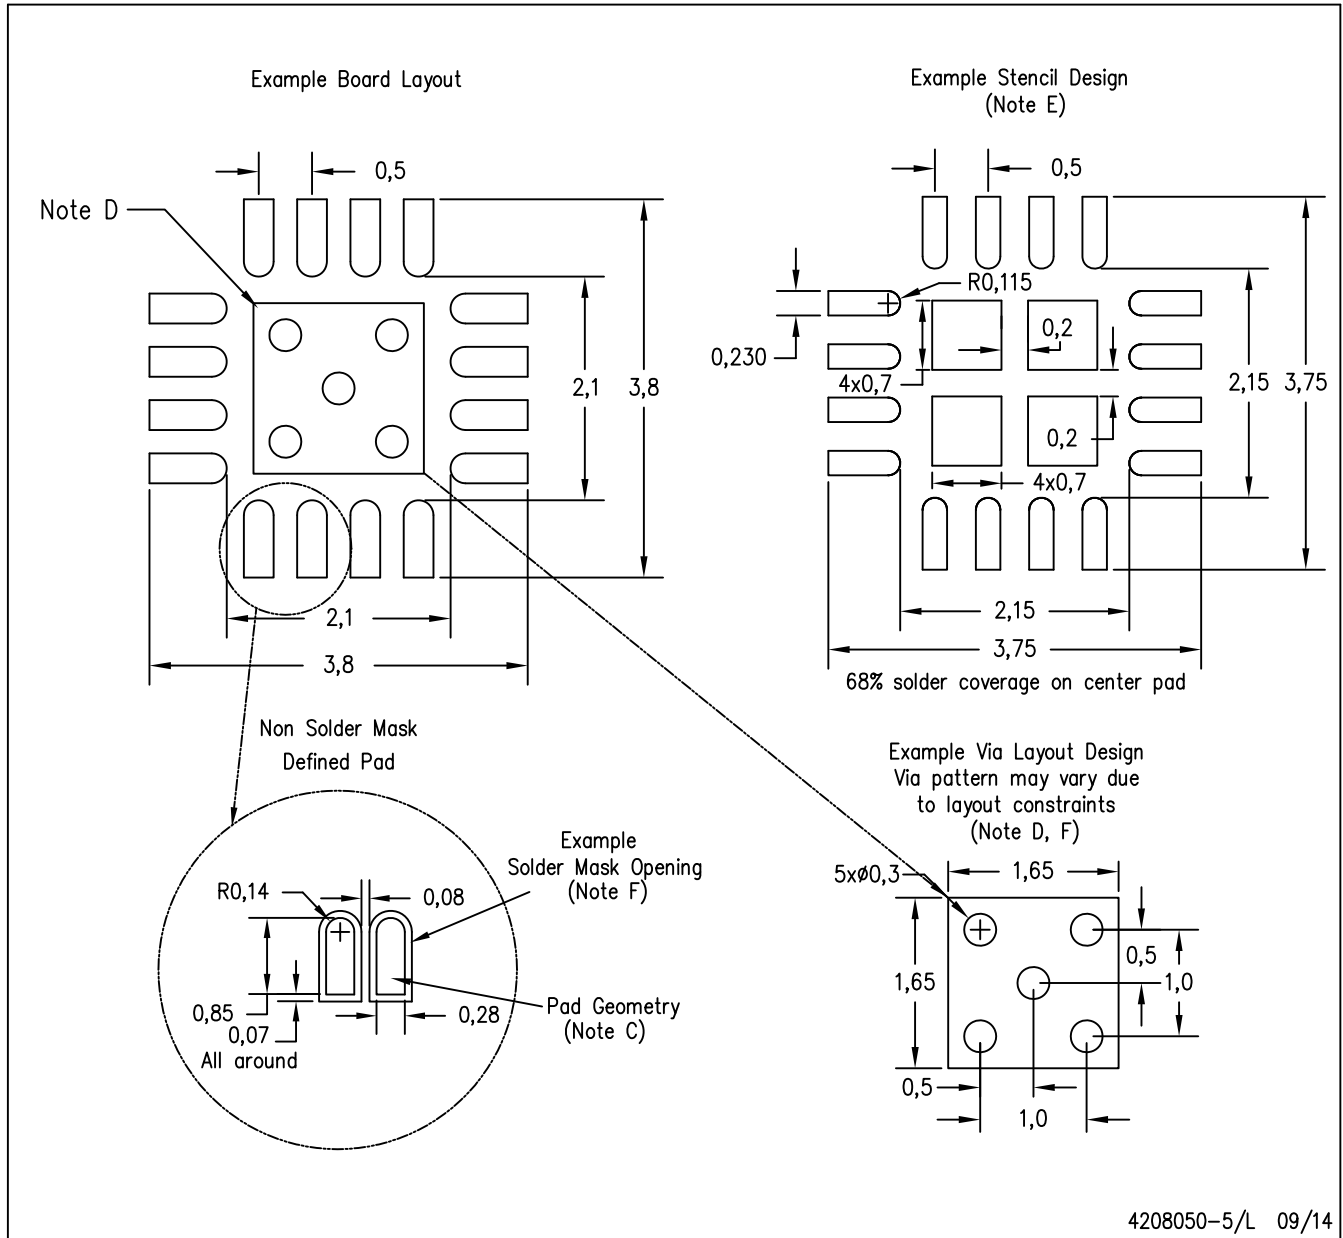 Example Board Layout
0,5
Note D
2,1
3,8
2,1
3,8
Example Stencil Design
(Note E)
0,5
R0,115
0,230
0,2
4x0,7
2,15
3,75
0,2
4x0,7
2,15
3,75
68% solder coverage on center pad
Non Solder Mask
Defined Pad
Example
Solder Mask Opening
(Note F)
R0,14
0,08
0,85
0,07
All around
0,28
Pad Geometry
(Note C)
Example Via Layout Design
Via pattern may vary due
to layout constraints
(Note D, F)
5xø0,3
1,65
0,5
1,65
1,0
0,5
1,0
4208050-5/L 09/14